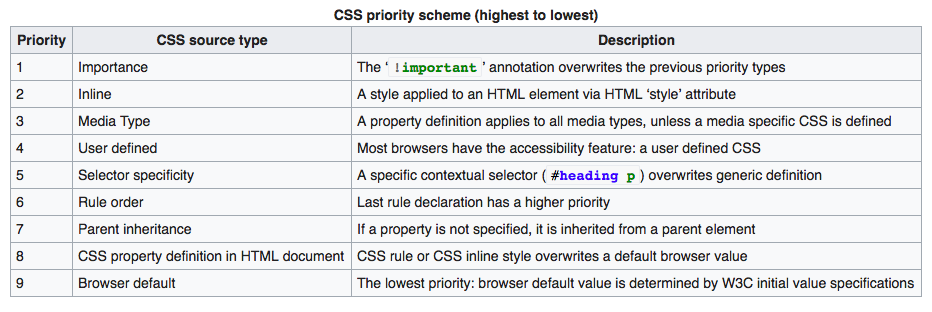 CSS priority scheme (highest to lowest)
Priority CSS source type Description
1 Importance The ‘ !important ’ annotation overwrites the previous priority types
2 Inline A style applied to an HTML element via HTML ‘style’ attribute
3 Media Type A property definition applies to all media types, unless a media specific CSS is defined
4 User defined Most browsers have the accessibility feature: a user defined CSS
5 Selector specificity A specific contextual selector ( #heading p ) overwrites generic definition
6 Rule order Last rule declaration has a higher priority
7 Parent inheritance If a property is not specified, it is inherited from a parent element
8 CSS property definition in HTML document CSS rule or CSS inline style overwrites a default browser value
9 Browser default The lowest priority: browser default value is determined by W3C initial value specifications